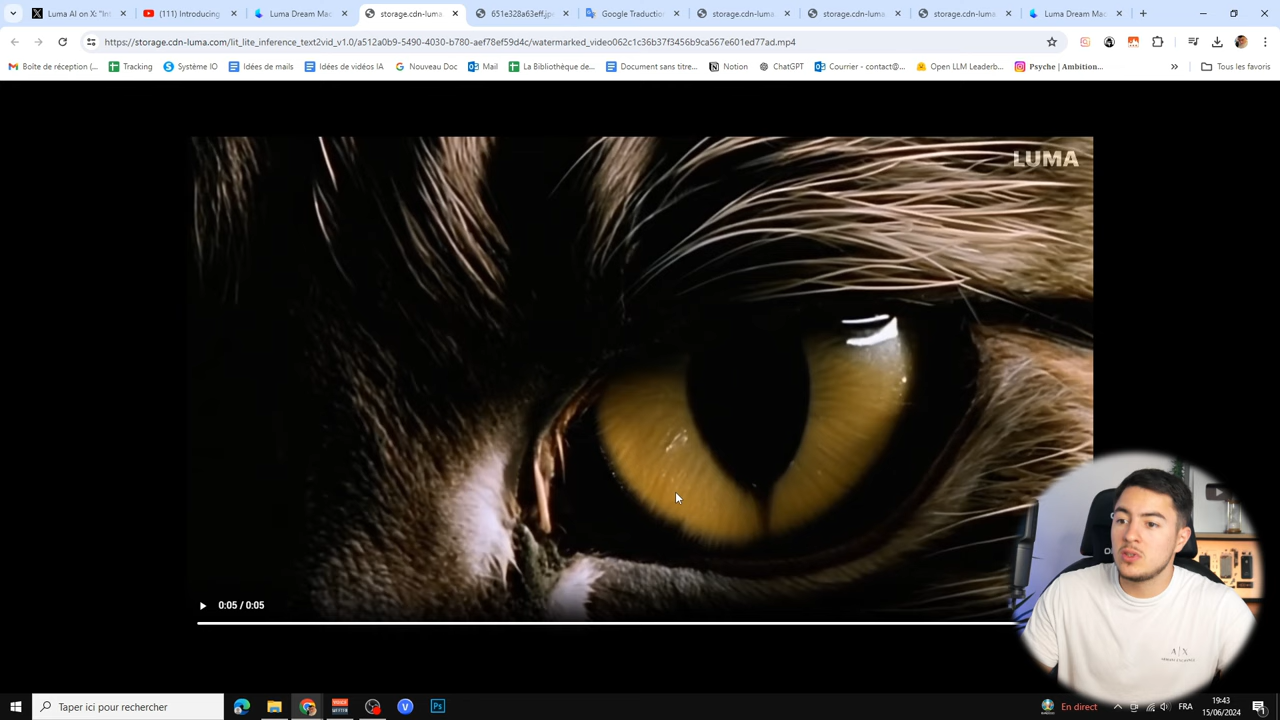 Luma AI on X: "Int
(111) Introducing
Luma Dream Mac
storage.cdn-luma.
651e328a63eff.jp
Google Traduction
storage.cdn-luma.
storage.cdn-luma.
storage.cdn-luma.
Luma Dream Mac
https://storage.cdn-luma.com/lit_lite_inference_text2vid_v1.0/a512a0b9-5490-4030-b780-aef78ef59d4c/watermarked_video062c1c36b37f3456b9ca567e601ed77ad.mp4
Boîte de réception (...
Tracking
Système IO
Idées de mails
Idées de vidéos IA
Nouveau Doc
Mail
La Bibliothèque de...
Document sans titre...
Notion
ChatGPT
Courrier - contact@...
Open LLM Leaderb...
Psyche | Ambition...
Tous les favoris
LUMA
0:05 / 0:05
A|X
Taper ici pour rechercher
En direct
FRA
19:43
15/06/2024